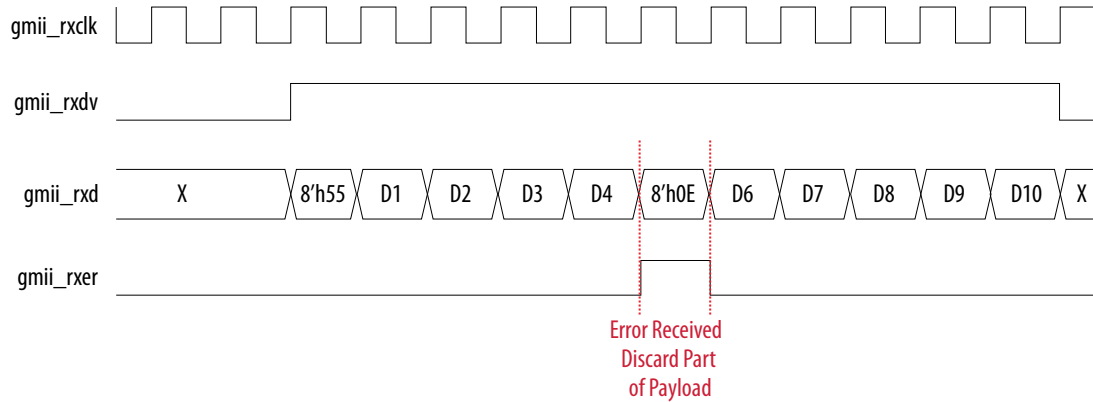 gmii_rxclk
gmii_rxdv
gmii_rxd X 8'h55 D1 D2 D3 D4 8'h0E D6 D7 D8 D9 D10 X
gmii_rxer
Error Received
Discard Part
of Payload